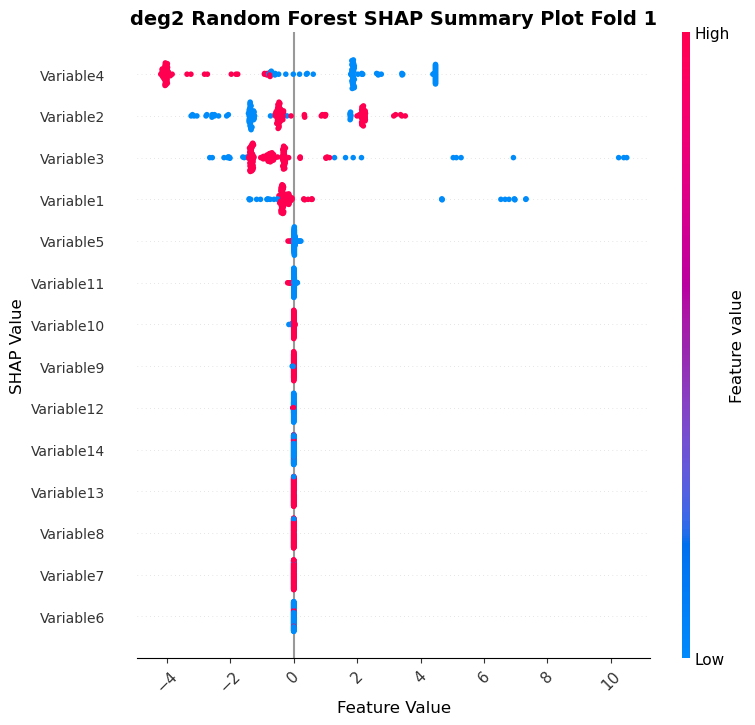 deg2 Random Forest SHAP Summary Plot Fold 1
High
Variable4
Variable2
Variable3
Variable1
Variable5
Variable11
Variable10
Variable9
Variable12
Variable14
Variable13
Variable8
Variable7
Variable6
SHAP Value
Feature value
Low
−4 −2 0 2 4 6 8 10
Feature Value